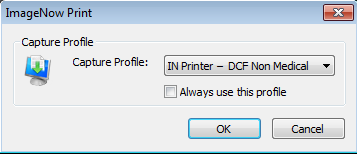 ImageNow Print
Capture Profile
Capture Profile: IN Printer – DCF Non Medical
Always use this profile
OK Cancel